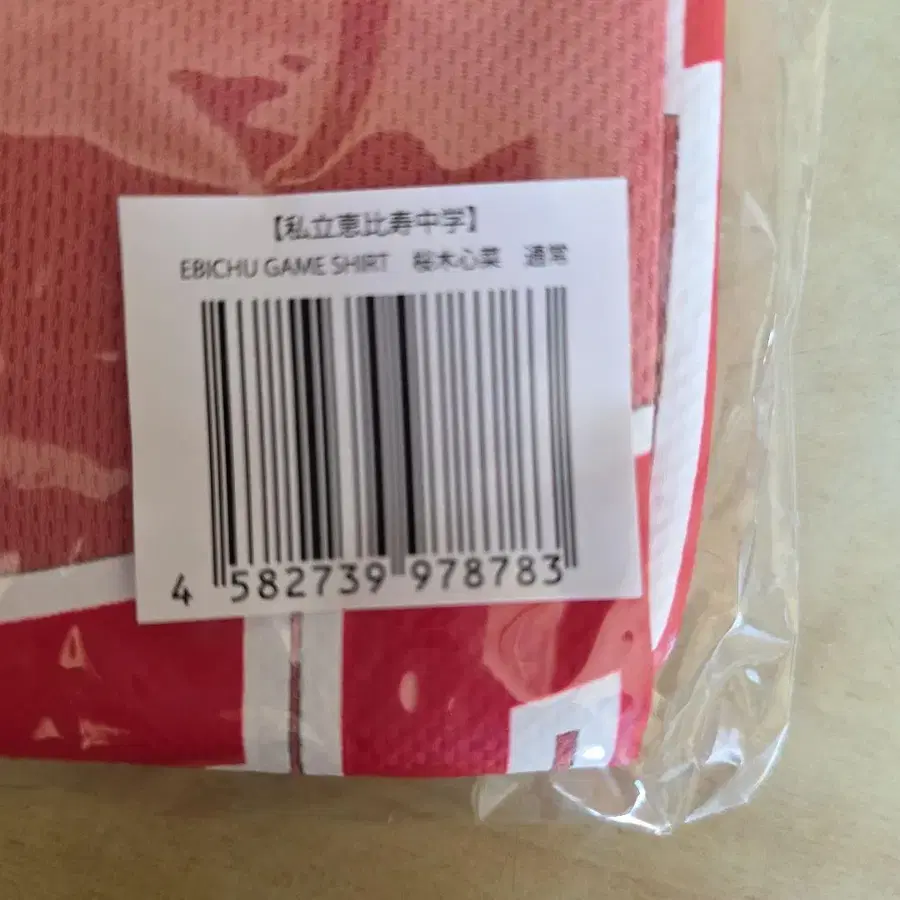 【私立恵比寿中学】
EBICHU GAME SHIRT 桜木心菜 通常
4 582739 978783